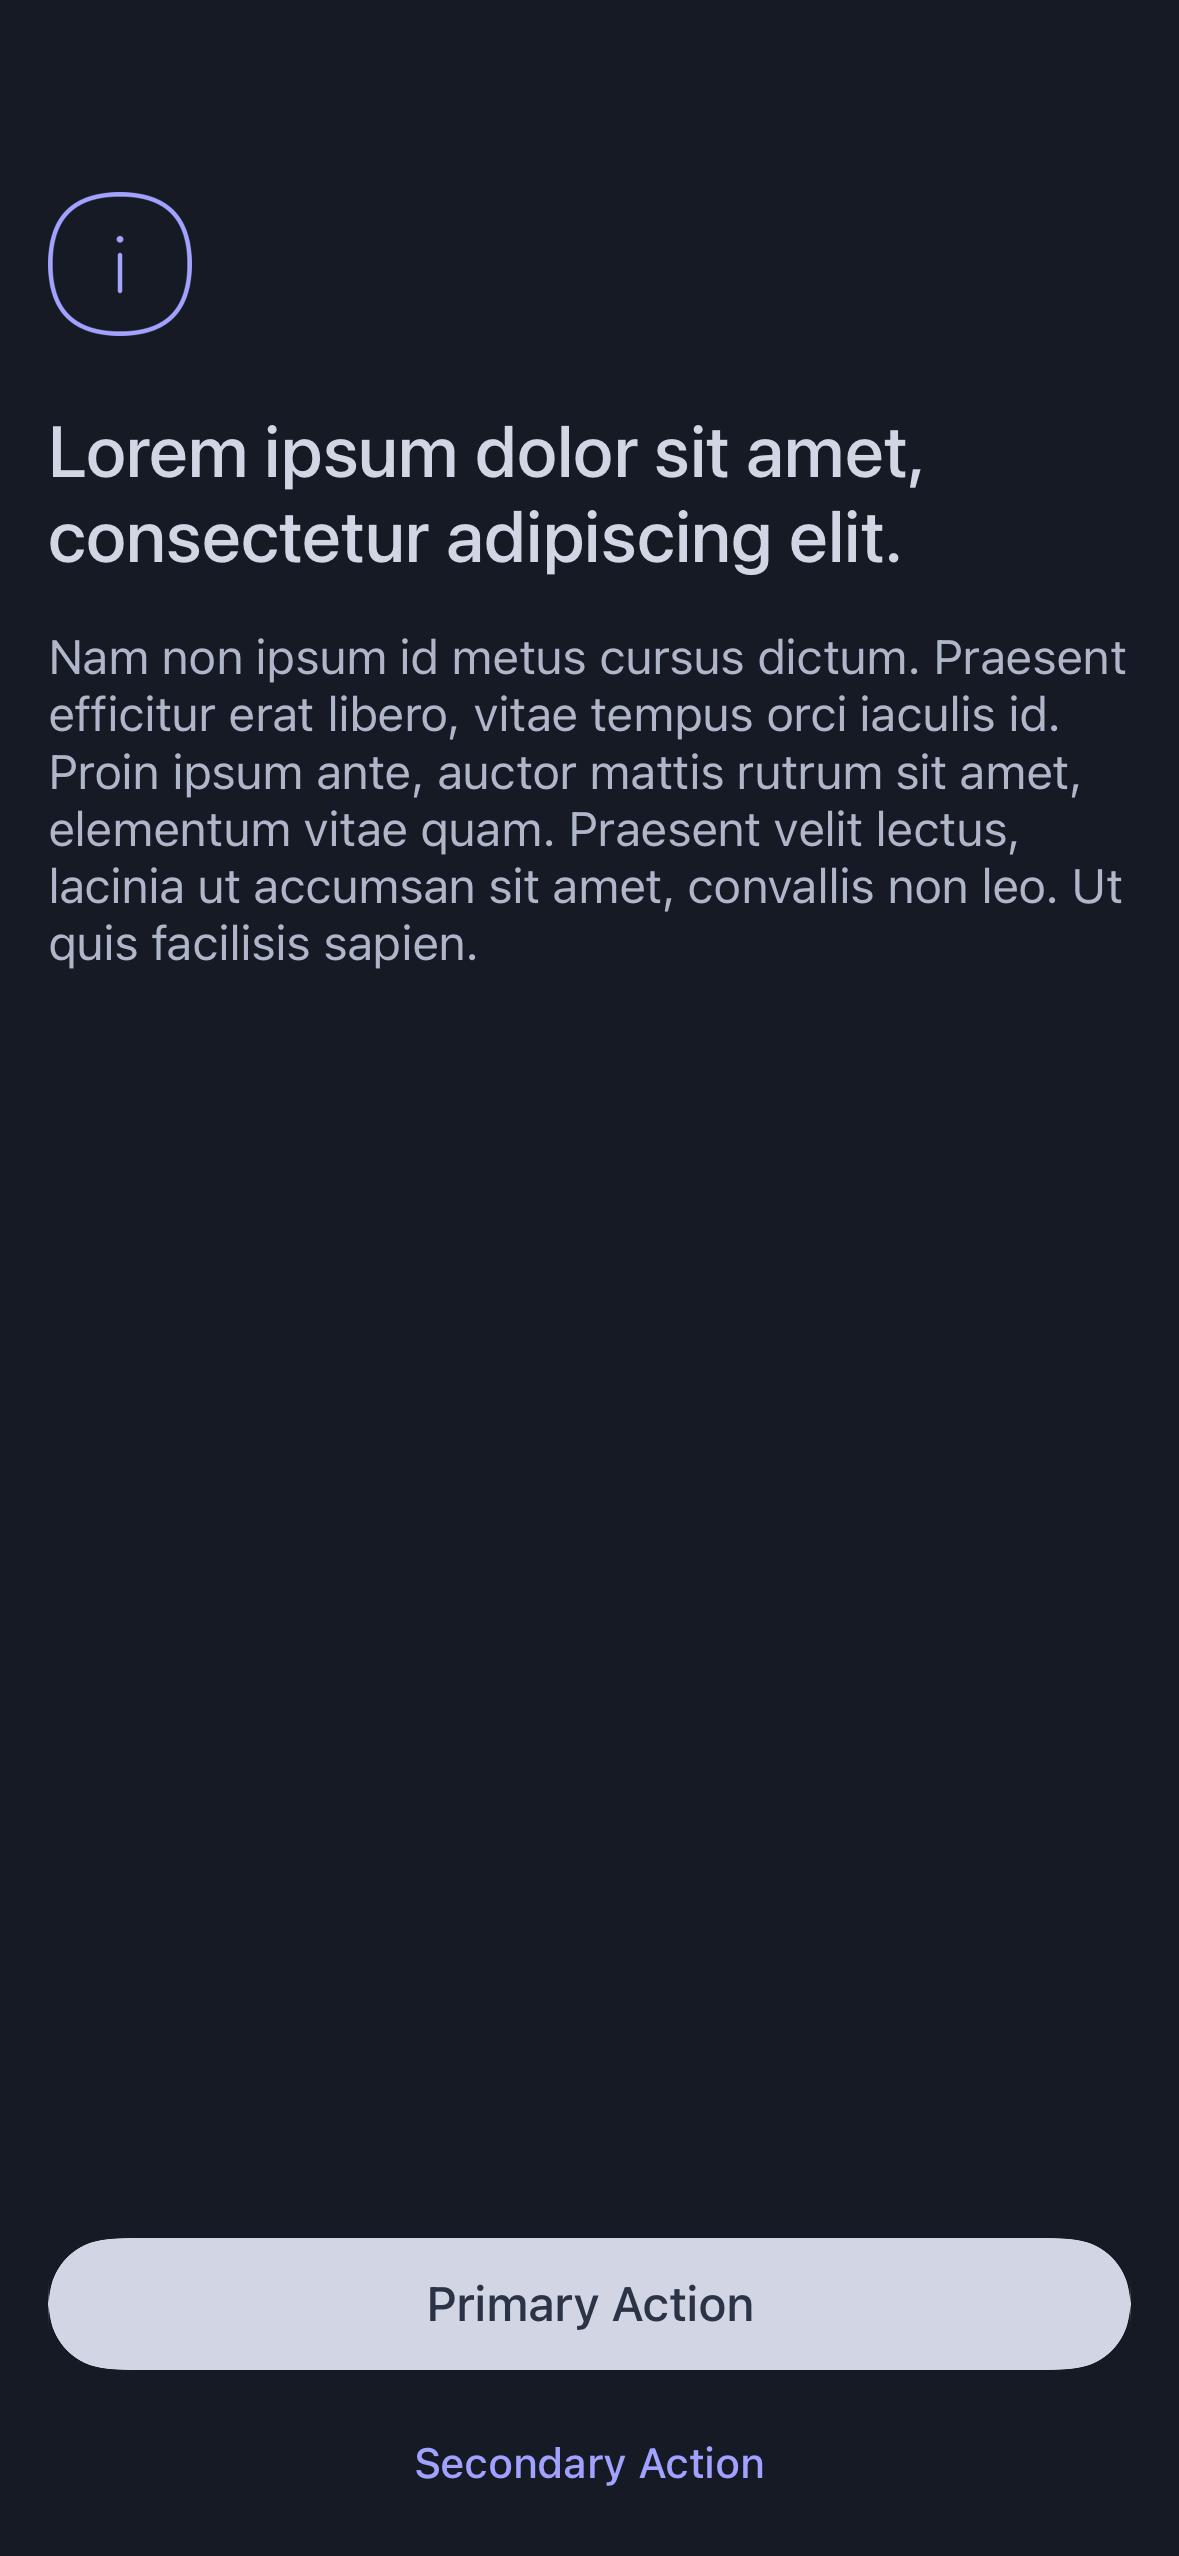 Lorem ipsum dolor sit amet,
consectetur adipiscing elit.
Nam non ipsum id metus cursus dictum. Praesent
efficitur erat libero, vitae tempus orci iaculis id.
Proin ipsum ante, auctor mattis rutrum sit amet,
elementum vitae quam. Praesent velit lectus,
lacinia ut accumsan sit amet, convallis non leo. Ut
quis facilisis sapien.
Primary Action
Secondary Action